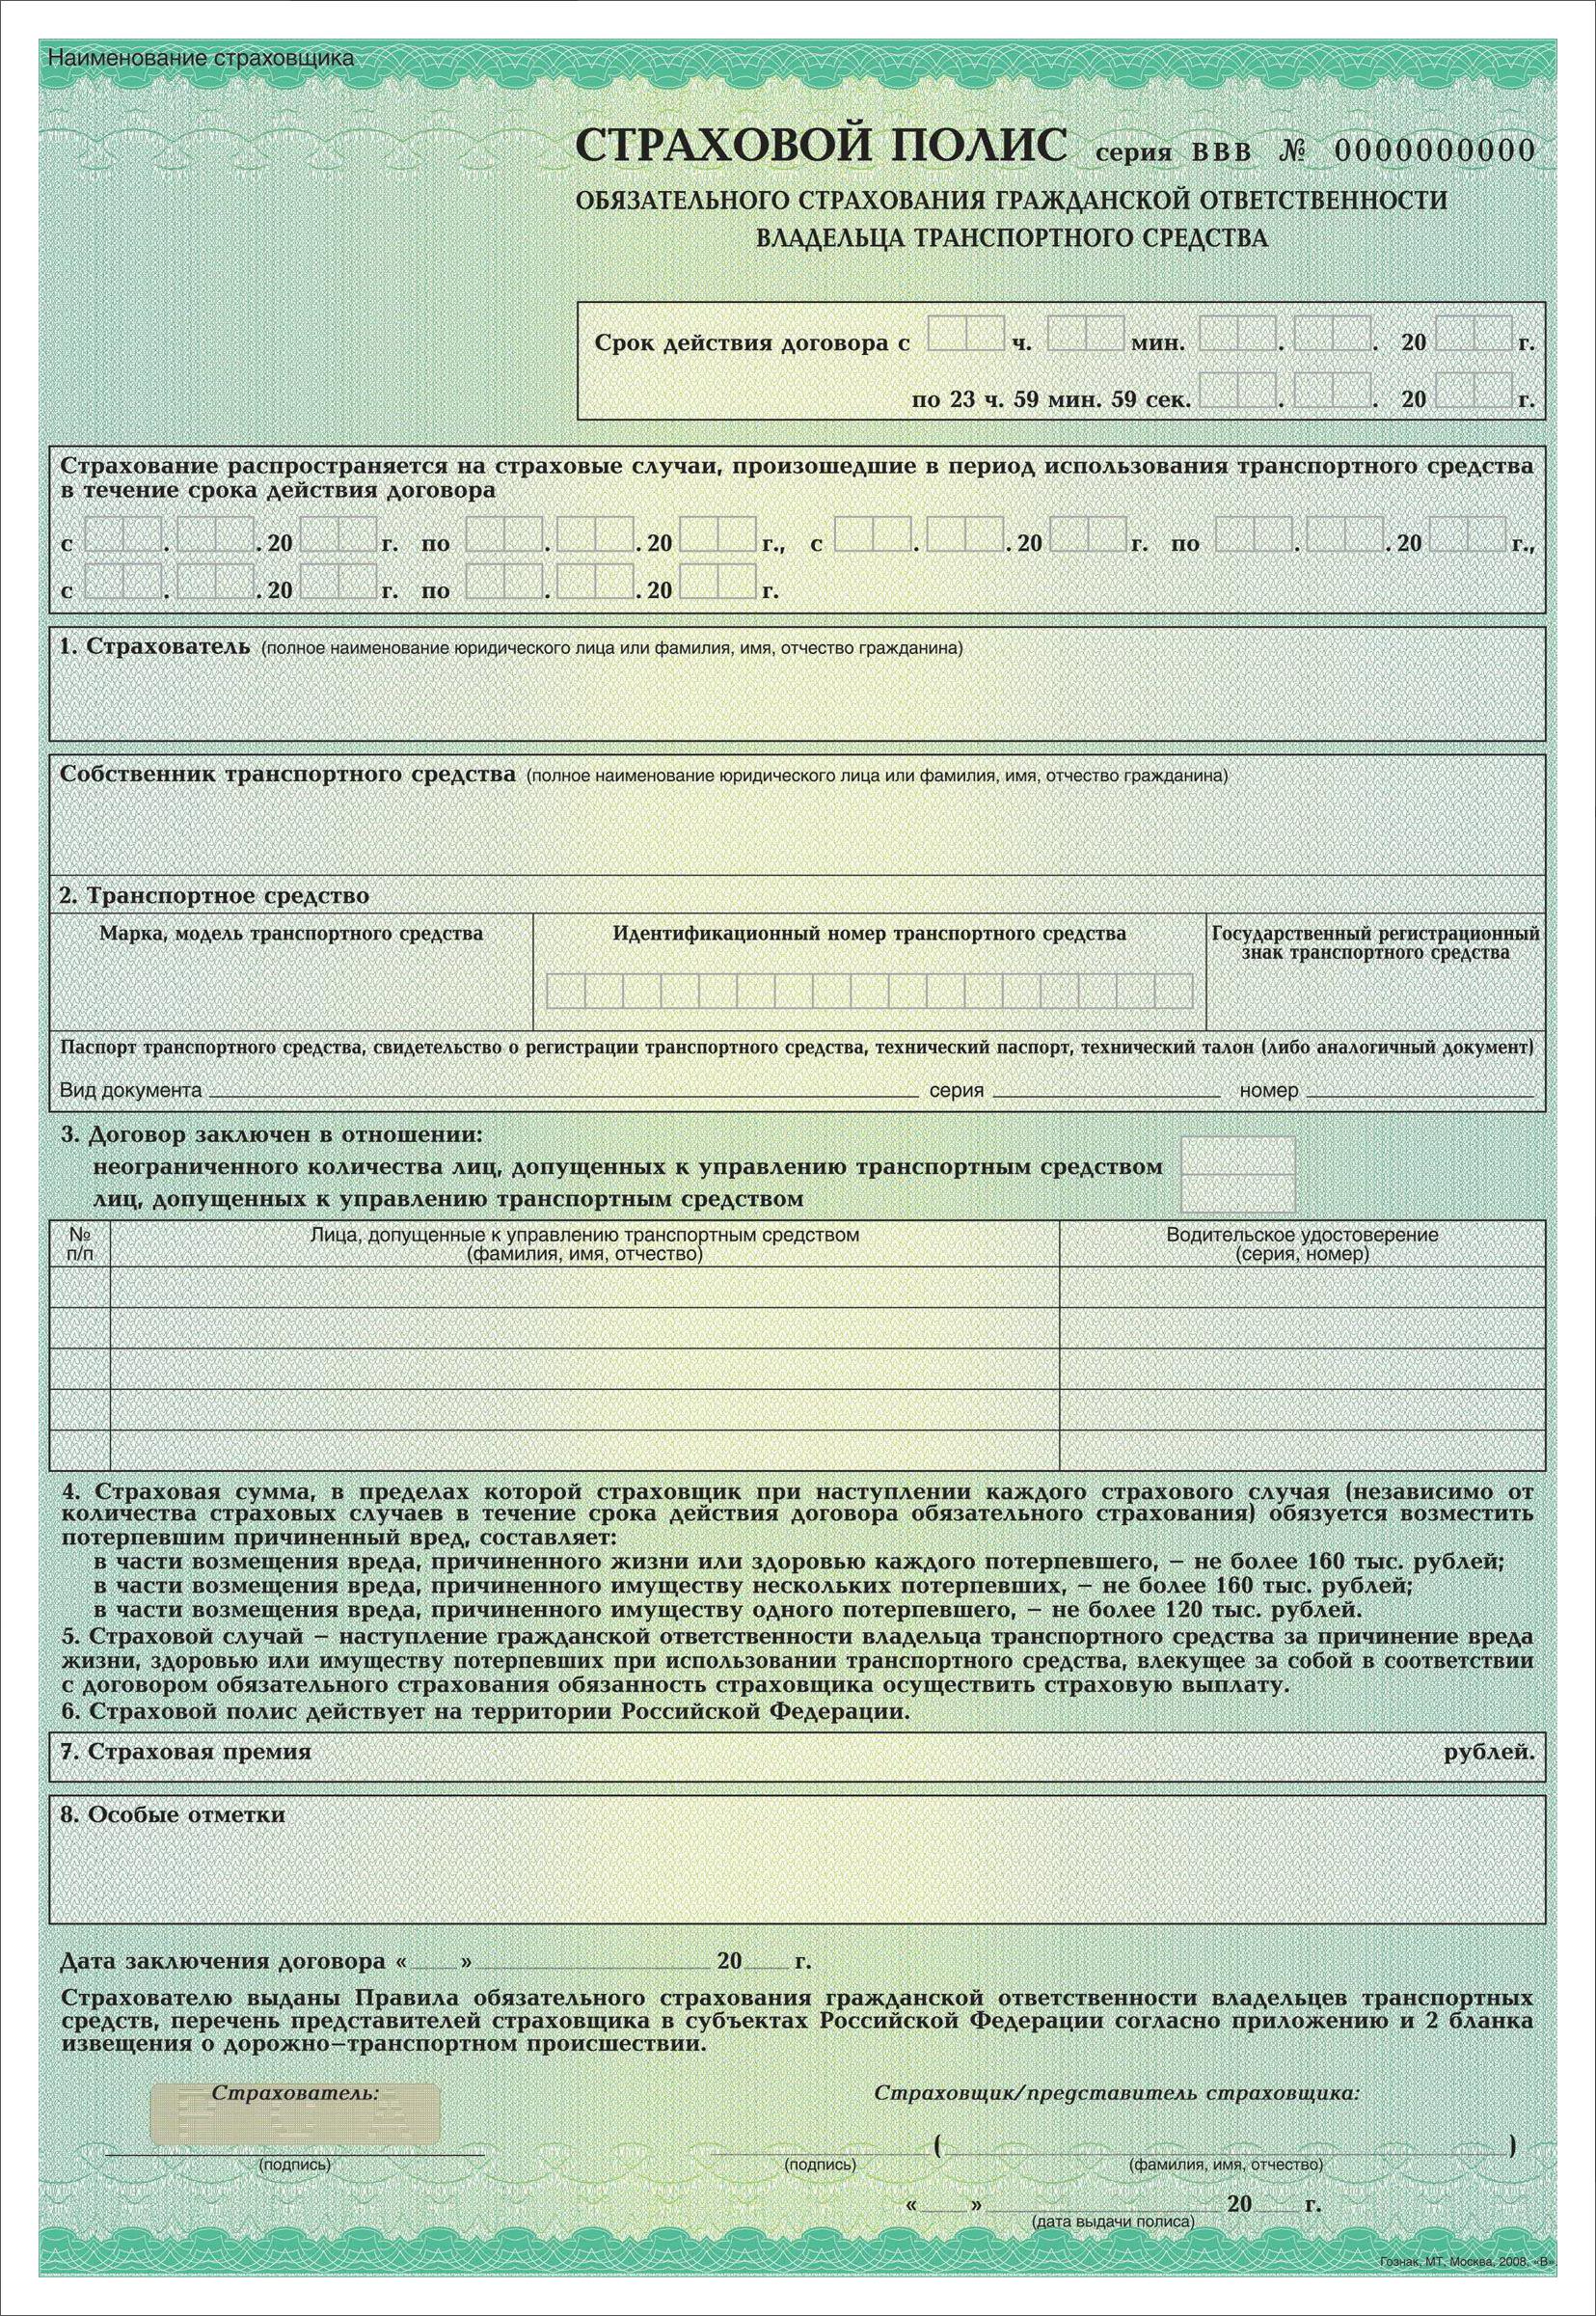 Наименование страховщика
СТРАХОВОЙ ПОЛИС серия ВВВ № 0000000000
ОБЯЗАТЕЛЬНОГО СТРАХОВАНИЯ ГРАЖДАНСКОЙ ОТВЕТСТВЕННОСТИ
ВЛАДЕЛЬЦА ТРАНСПОРТНОГО СРЕДСТВА
Срок действия договора с ч. мин. . . 20 г.
по 23 ч. 59 мин. 59 сек. . . 20 г.
Страхование распространяется на страховые случаи, произошедшие в период использования транспортного средства
в течение срока действия договора
с . . 20 г. по . . 20 г., с . . 20 г. по . . 20 г.,
с . . 20 г. по . . 20 г.
1. Страхователь (полное наименование юридического лица или фамилия, имя, отчество гражданина)
Собственник транспортного средства (полное наименование юридического лица или фамилия, имя, отчество гражданина)
2. Транспортное средство
Марка, модель транспортного средства
Идентификационный номер транспортного средства
Государственный регистрационный
знак транспортного средства
Паспорт транспортного средства, свидетельство о регистрации транспортного средства, технический паспорт, технический талон (либо аналогичный документ)
Вид документа серия номер
3. Договор заключен в отношении:
неограниченного количества лиц, допущенных к управлению транспортным средством
лиц, допущенных к управлению транспортным средством
№
п/п
Лица, допущенные к управлению транспортным средством
(фамилия, имя, отчество)
Водительское удостоверение
(серия, номер)
4. Страховая сумма, в пределах которой страховщик при наступлении каждого страхового случая (независимо от
количества страховых случаев в течение срока действия договора обязательного страхования) обязуется возместить
потерпевшим причиненный вред, составляет:
в части возмещения вреда, причиненного жизни или здоровью каждого потерпевшего, – не более 160 тыс. рублей;
в части возмещения вреда, причиненного имуществу нескольких потерпевших, – не более 160 тыс. рублей;
в части возмещения вреда, причиненного имуществу одного потерпевшего, – не более 120 тыс. рублей.
5. Страховой случай – наступление гражданской ответственности владельца транспортного средства за причинение вреда
жизни, здоровью или имуществу потерпевших при использовании транспортного средства, влекущее за собой в соответствии
с договором обязательного страхования обязанность страховщика осуществить страховую выплату.
6. Страховой полис действует на территории Российской Федерации.
7. Страховая премия рублей.
8. Особые отметки
Дата заключения договора « » 20 г.
Страхователю выданы Правила обязательного страхования гражданской ответственности владельцев транспортных
средств, перечень представителей страховщика в субъектах Российской Федерации согласно приложению и 2 бланка
извещения о дорожно–транспортном происшествии.
Страхователь: Страховщик/представитель страховщика:
( )
(подпись) (подпись) (фамилия, имя, отчество)
« » 20 г.
(дата выдачи полиса)
Гознак, МТ, Москва, 2008, «В».